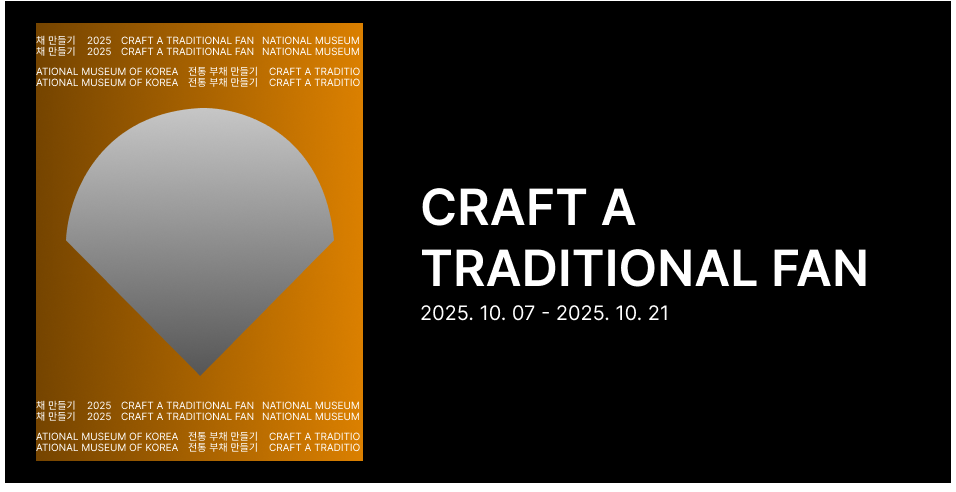 채 만들기 2025 CRAFT A TRADITIONAL FAN NATIONAL MUSEUM
채 만들기 2025 CRAFT A TRADITIONAL FAN NATIONAL MUSEUM
ATIONAL MUSEUM OF KOREA 전통 부채 만들기 CRAFT A TRADITIO
ATIONAL MUSEUM OF KOREA 전통 부채 만들기 CRAFT A TRADITIO
CRAFT A
TRADITIONAL FAN
2025. 10. 07 - 2025. 10. 21
채 만들기 2025 CRAFT A TRADITIONAL FAN NATIONAL MUSEUM
채 만들기 2025 CRAFT A TRADITIONAL FAN NATIONAL MUSEUM
ATIONAL MUSEUM OF KOREA 전통 부채 만들기 CRAFT A TRADITIO
ATIONAL MUSEUM OF KOREA 전통 부채 만들기 CRAFT A TRADITIO